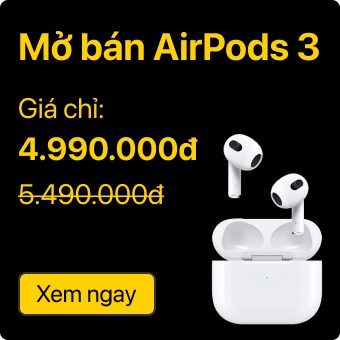 Mở bán AirPods 3
Giá chỉ:
4.990.000đ
5.490.000đ
Xem ngay